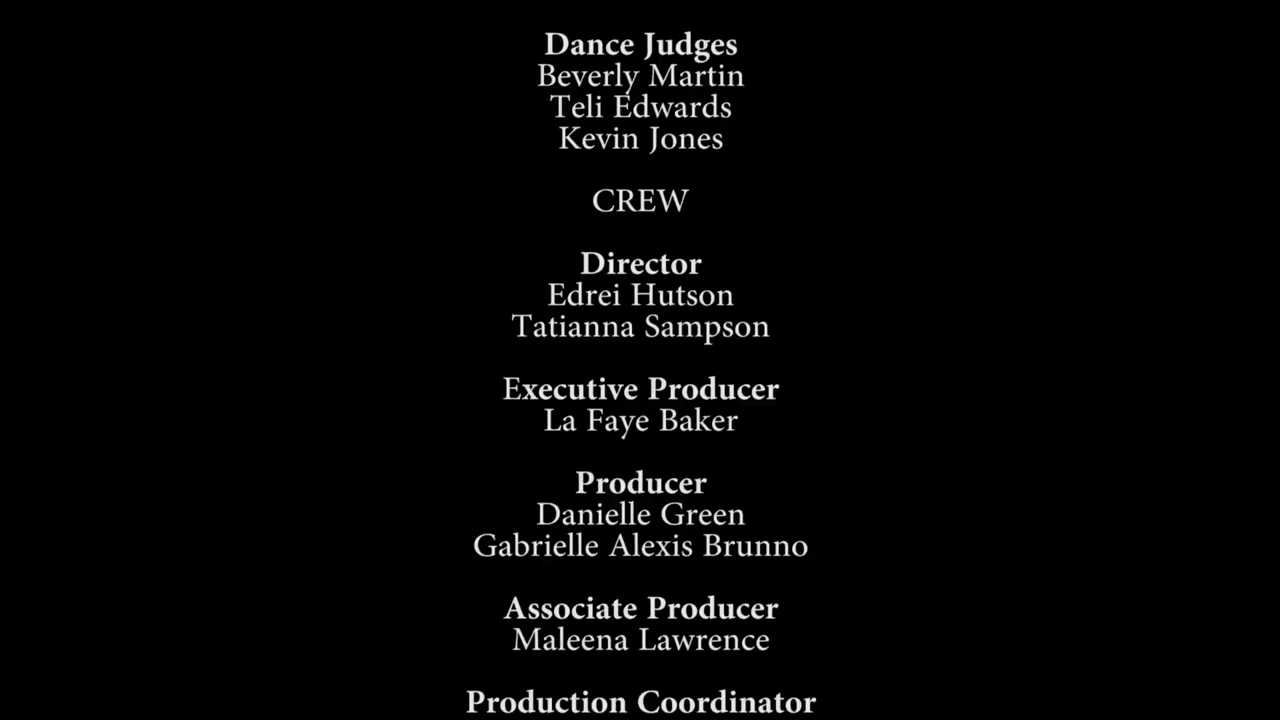 Dance Judges
Beverly Martin
Teli Edwards
Kevin Jones
CREW
Director
Edrei Hutson
Tatianna Sampson
Executive Producer
La Faye Baker
Producer
Danielle Green
Gabrielle Alexis Brunno
Associate Producer
Maleena Lawrence
Production Coordinator